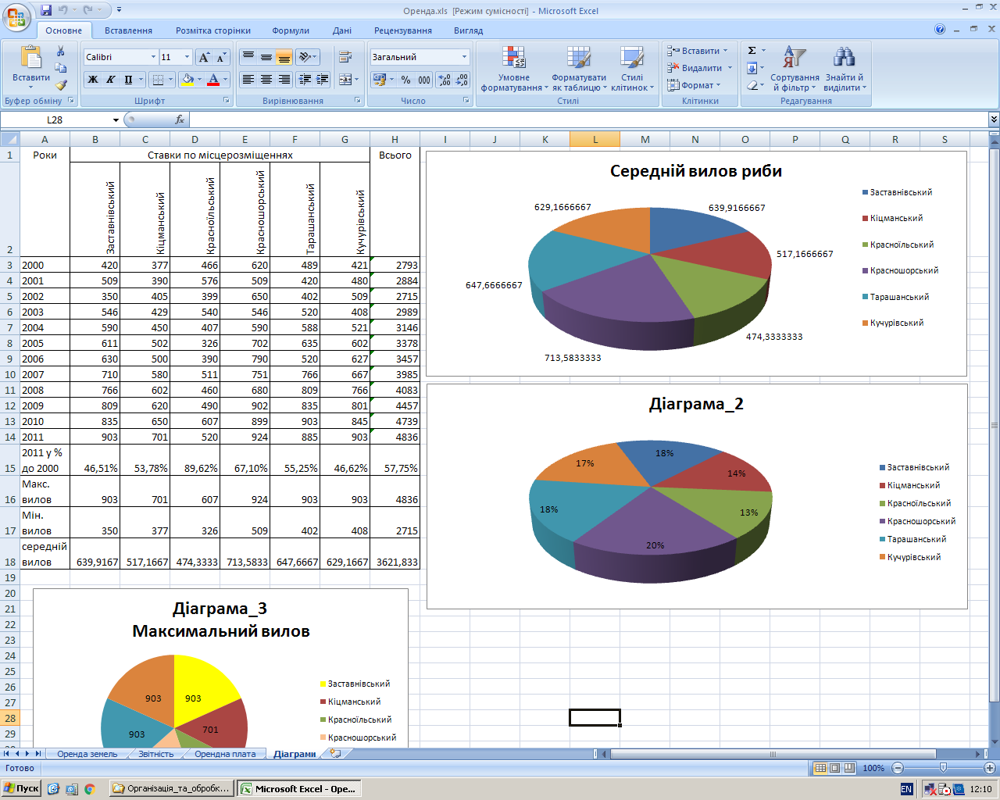 Оренда.xls [Режим сумісності] - Microsoft Excel
Основне Вставлення Розмітка сторінки Формули Дані Рецензування Вигляд
Вставити
Буфер обміну
Calibri 11
Ж К П
Шрифт
Вирівнювання
Загальний
% 000
Число
Умовне форматування
Форматувати як таблицю
Стилі клітинок
Стилі
Вставити
Видалити
Формат
Клітинки
Сортування й фільтр
Знайти й виділити
Редагування
L28 fx
A B C D E F G H I J K L M N O P Q R S
1 Роки Ставки по місцерозміщеннях Всього
2 Заставнівський Кіцманський Красноїльський Красношорський Тарашанський Кучурівський
3 2000 420 377 466 620 489 421 2793
4 2001 509 390 576 509 420 480 2884
5 2002 350 405 399 650 402 509 2715
6 2003 546 429 540 546 520 408 2989
7 2004 590 450 407 590 588 521 3146
8 2005 611 502 326 702 635 602 3378
9 2006 630 500 390 790 520 627 3457
10 2007 710 580 511 751 766 667 3985
11 2008 766 602 460 680 809 766 4083
12 2009 809 620 490 902 835 801 4457
13 2010 835 650 607 899 903 845 4739
14 2011 903 701 520 924 885 903 4836
2011 у %
15 до 2000 46,51% 53,78% 89,62% 67,10% 55,25% 46,62% 57,75%
Макс.
16 вилов 903 701 607 924 903 903 4836
Мін.
17 вилов 350 377 326 509 402 408 2715
середній
18 вилов 639,9167 517,1667 474,3333 713,5833 647,6667 629,1667 3621,833
19
20
21
22
23
24
25
26
27
28
29
Середній вилов риби
629,1666667 639,9166667
517,1666667
647,6666667
474,3333333
713,5833333
Заставнівський
Кіцманський
Красноїльський
Красношорський
Тарашанський
Кучурівський
Діаграма_2
18%
17%
14%
18%
13%
20%
Заставнівський
Кіцманський
Красноїльський
Красношорський
Тарашанський
Кучурівський
Діаграма_3
Максимальний вилов
903 903
903 701
Заставнівський
Кіцманський
Красноїльський
Красношорський
Оренда земель Звітність Орендна плата Діаграми
Готово 100%
Пуск Організація_та_обробк... Microsoft Excel - Оре... EN 12:10